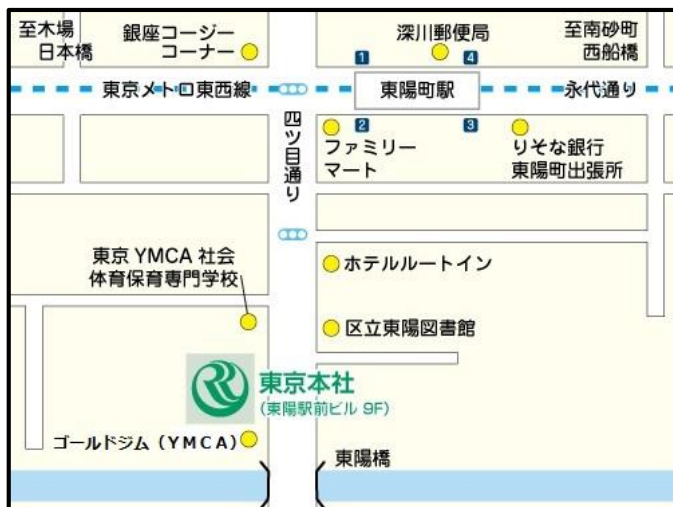 至木場
日本橋
銀座コージー
コーナー
深川郵便局
至南砂町
西船橋
1
4
東京メトロ東西線
東陽町駅
永代通り
四ツ目通り
2
3
ファミリー
マート
りそな銀行
東陽町出張所
東京YMCA社会
体育保育専門学校
ホテルルートイン
区立東陽図書館
東京本社
(東陽駅前ビル 9F)
ゴールドジム（YMCA）
東陽橋